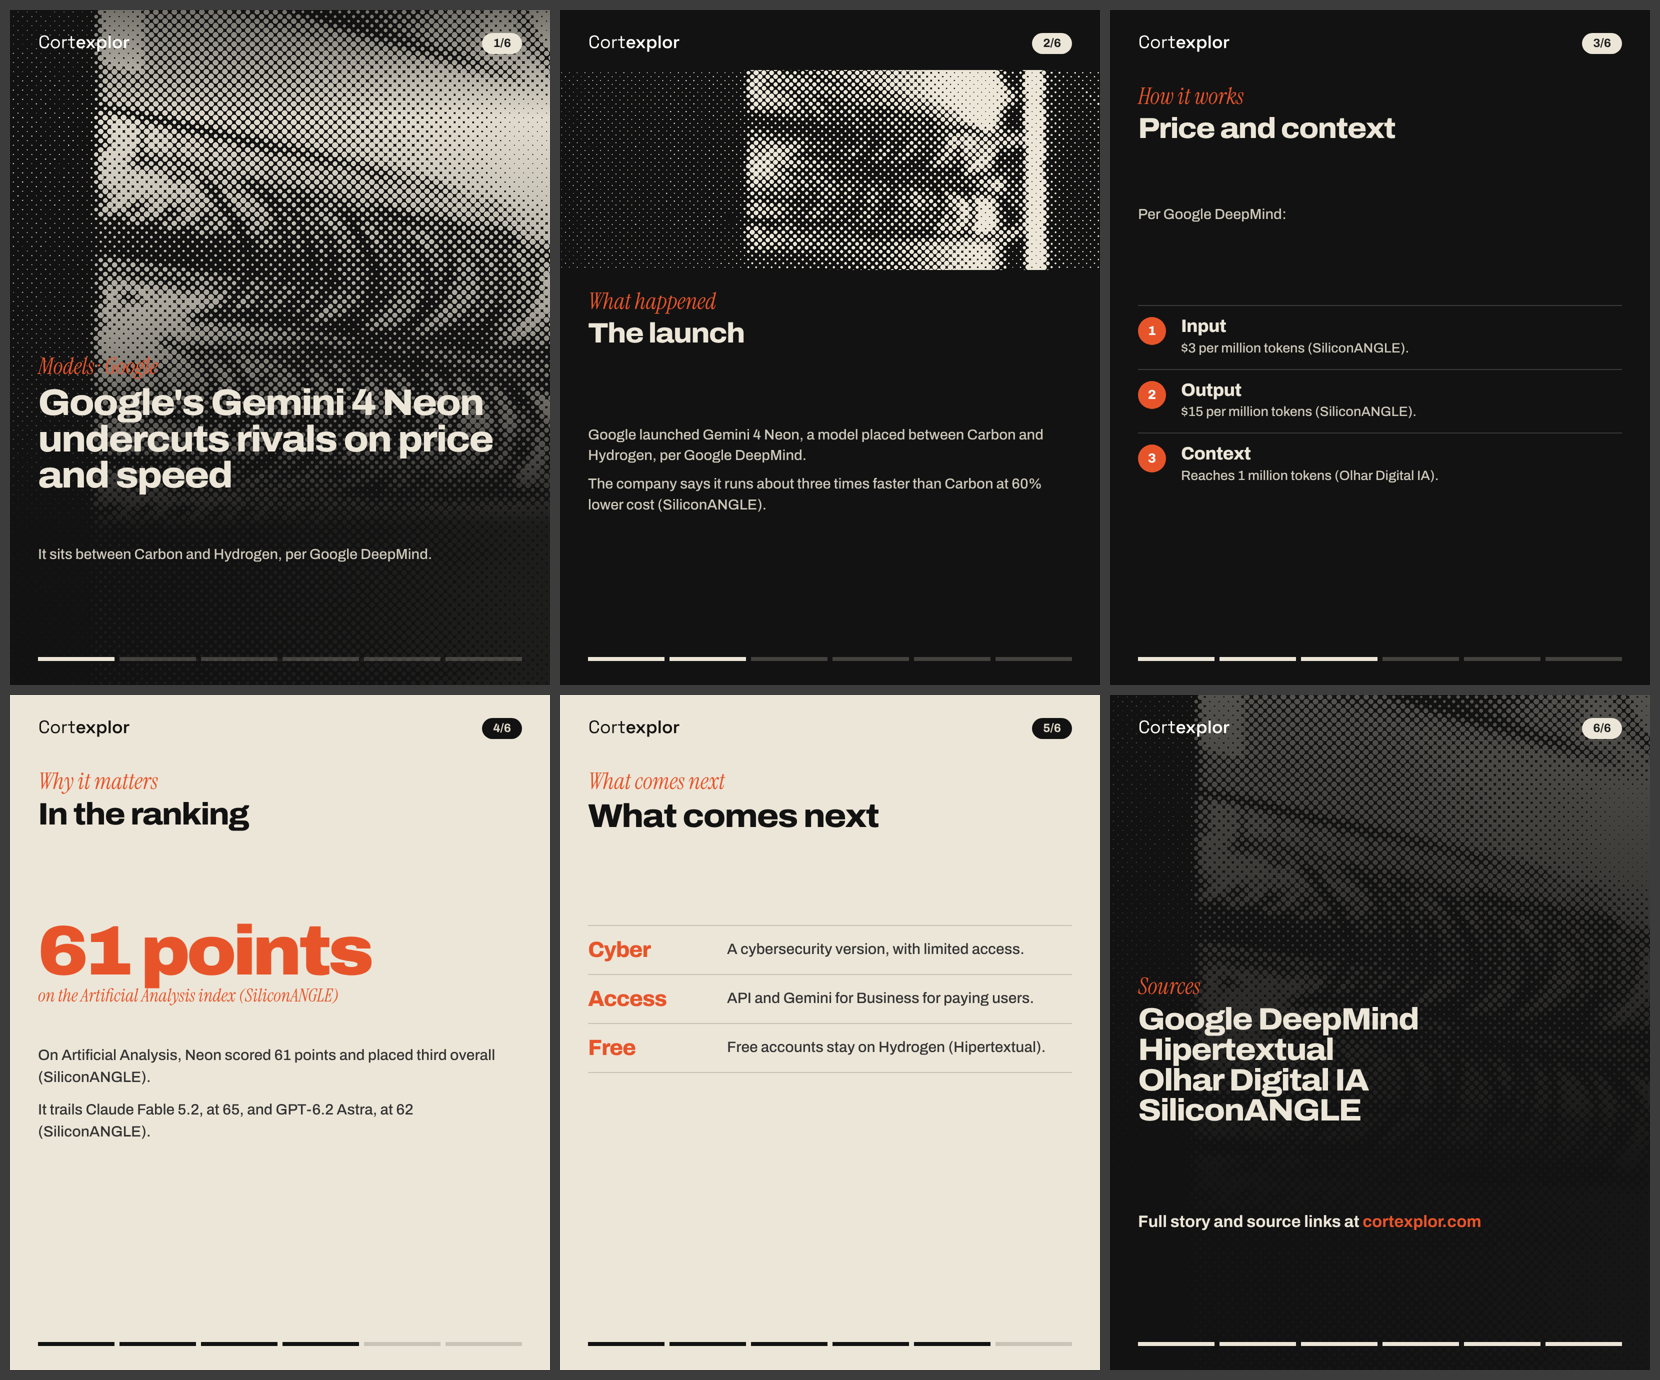 Cortexplor
1/6
Models: Google
Google's Gemini 4 Neon
undercuts rivals on price
and speed
It sits between Carbon and Hydrogen, per Google DeepMind.
Cortexplor
2/6
What happened
The launch
Google launched Gemini 4 Neon, a model placed between Carbon and
Hydrogen, per Google DeepMind.
The company says it runs about three times faster than Carbon at 60%
lower cost (SiliconANGLE).
Cortexplor
3/6
How it works
Price and context
Per Google DeepMind:
1
Input
$3 per million tokens (SiliconANGLE).
2
Output
$15 per million tokens (SiliconANGLE).
3
Context
Reaches 1 million tokens (Olhar Digital IA).
Cortexplor
4/6
Why it matters
In the ranking
61 points
on the Artificial Analysis index (SiliconANGLE)
On Artificial Analysis, Neon scored 61 points and placed third overall
(SiliconANGLE).
It trails Claude Fable 5.2, at 65, and GPT-6.2 Astra, at 62
(SiliconANGLE).
Cortexplor
5/6
What comes next
What comes next
Cyber
A cybersecurity version, with limited access.
Access
API and Gemini for Business for paying users.
Free
Free accounts stay on Hydrogen (Hipertextual).
Cortexplor
6/6
Sources
Google DeepMind
Hipertextual
Olhar Digital IA
SiliconANGLE
Full story and source links at cortexplor.com